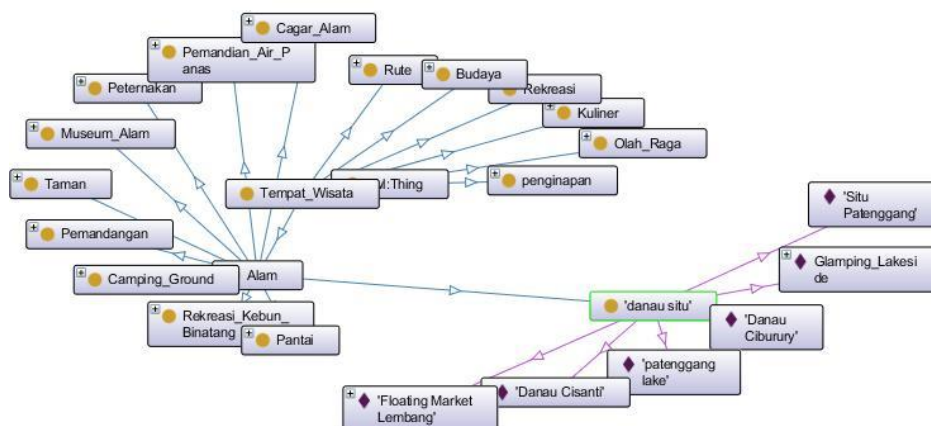 Cagar_Alam
Pemandian_Air_P
anas
Rute
Budaya
Peternakan
Rekreasi
Kuliner
Museum_Alam
Olah_Raga
Taman
Tempat_Wisata
:Thing
penginapan
'Situ
Patenggang'
Pemandangan
Camping_Ground
Alam
Glamping_Lakesi
de
'danau situ'
Rekreasi_Kebun_
Binatang
Pantai
'Danau
Ciburury'
'patenggang
lake'
'Floating Market
Lembang'
'Danau Cisanti'